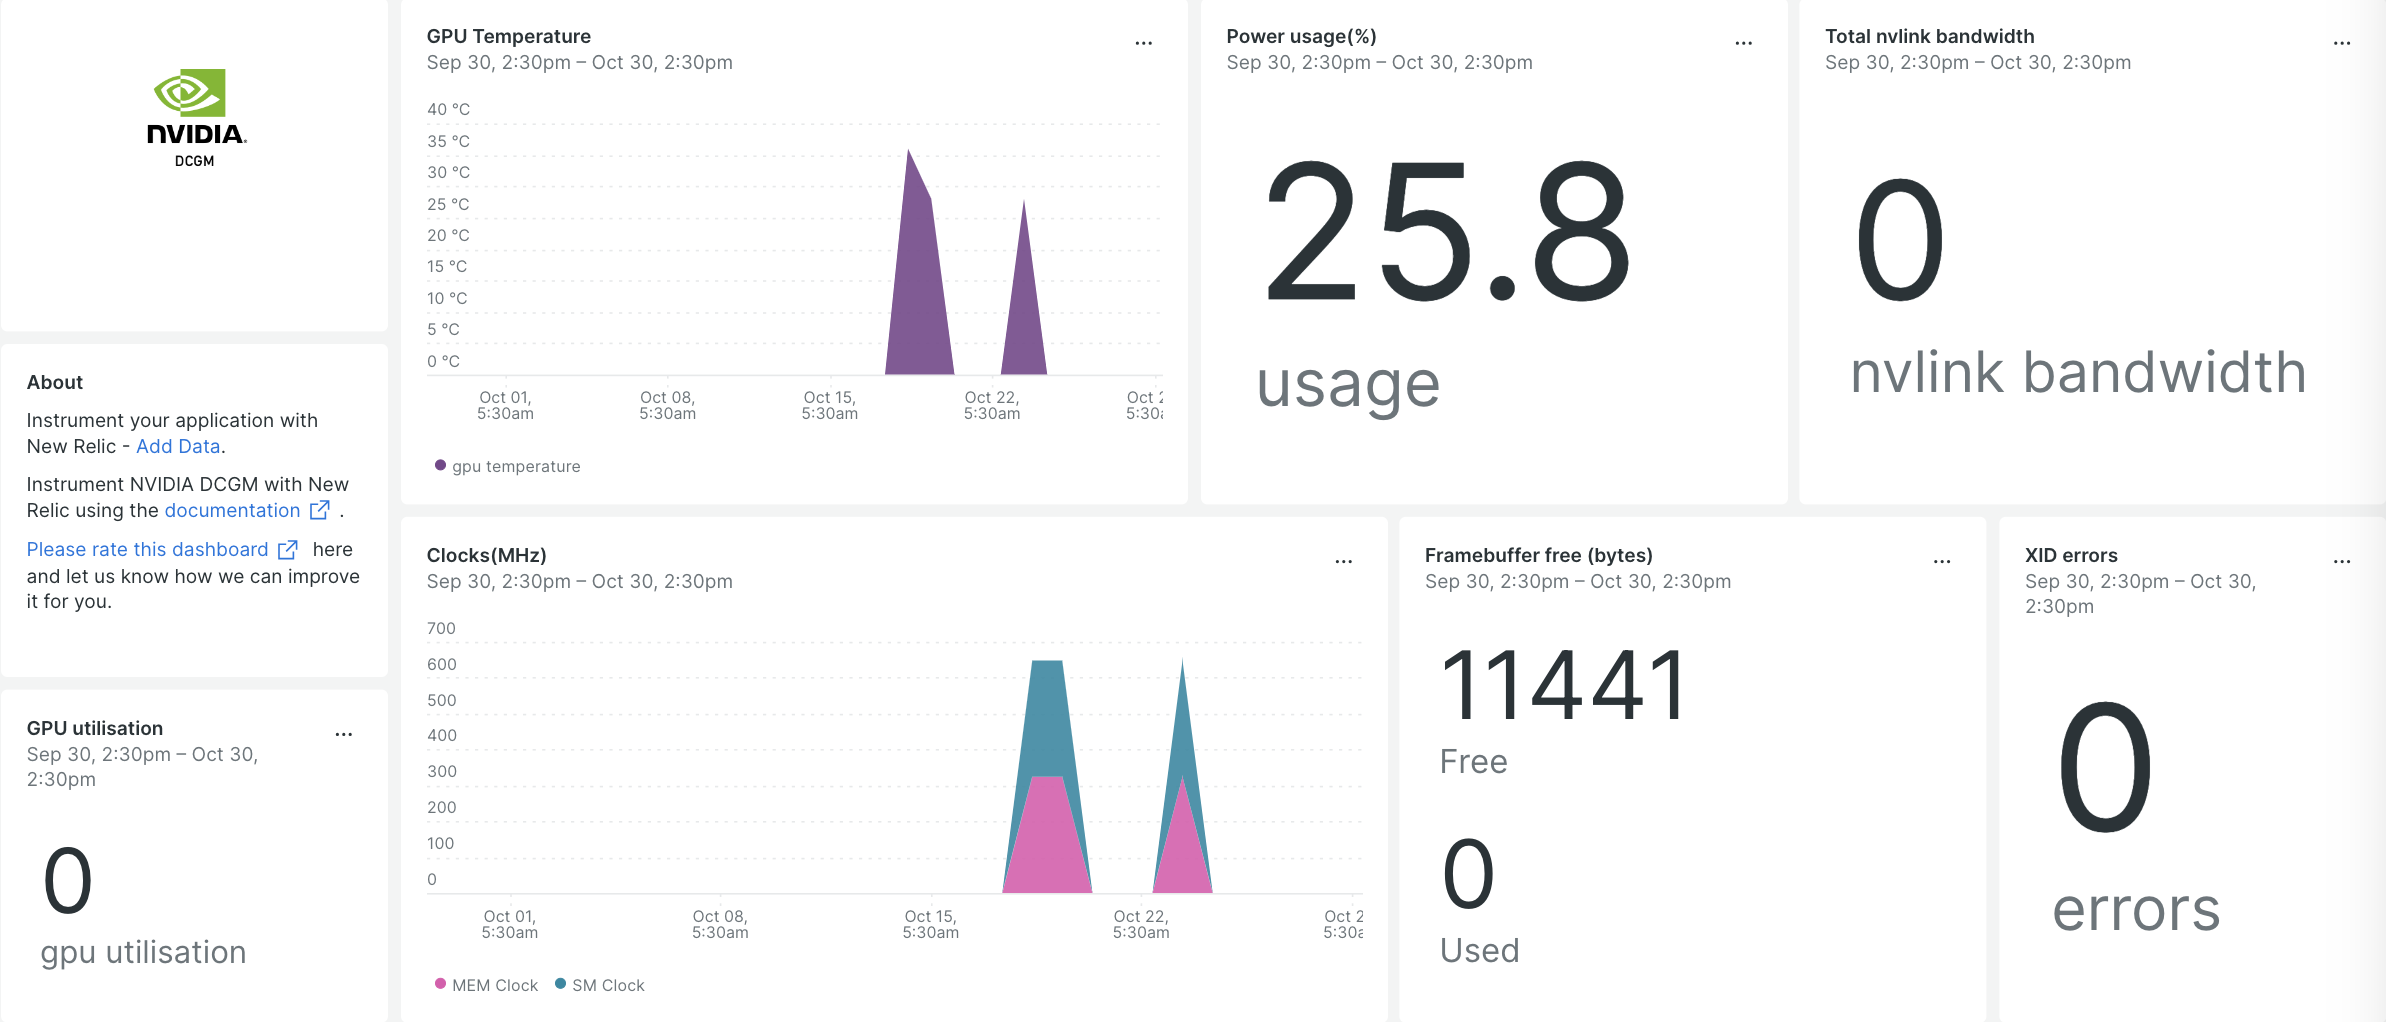 NVIDIA.
DCGM
About
Instrument your application with
New Relic - Add Data.
Instrument NVIDIA DCGM with New
Relic using the documentation .
Please rate this dashboard here
and let us know how we can improve
it for you.
GPU utilisation
...
Sep 30, 2:30pm – Oct 30,
2:30pm
0
gpu utilisation
GPU Temperature
...
Sep 30, 2:30pm – Oct 30, 2:30pm
40 °C
35 °C
30 °C
25 °C
20 °C
15 °C
10 °C
5 °C
0 °C
Oct 01, Oct 08, Oct 15, Oct 22, Oct 2
5:30am 5:30am 5:30am 5:30am 5:30a
gpu temperature
Power usage(%)
...
Sep 30, 2:30pm – Oct 30, 2:30pm
25.8
usage
Total nvlink bandwidth
...
Sep 30, 2:30pm – Oct 30, 2:30pm
0
nvlink bandwidth
Clocks(MHz)
...
Sep 30, 2:30pm – Oct 30, 2:30pm
700
600
500
400
300
200
100
0
Oct 01, Oct 08, Oct 15, Oct 22, Oct 2
5:30am 5:30am 5:30am 5:30am 5:30a
MEM Clock SM Clock
Framebuffer free (bytes)
...
Sep 30, 2:30pm – Oct 30, 2:30pm
11441
Free
0
Used
XID errors
...
Sep 30, 2:30pm – Oct 30,
2:30pm
0
errors